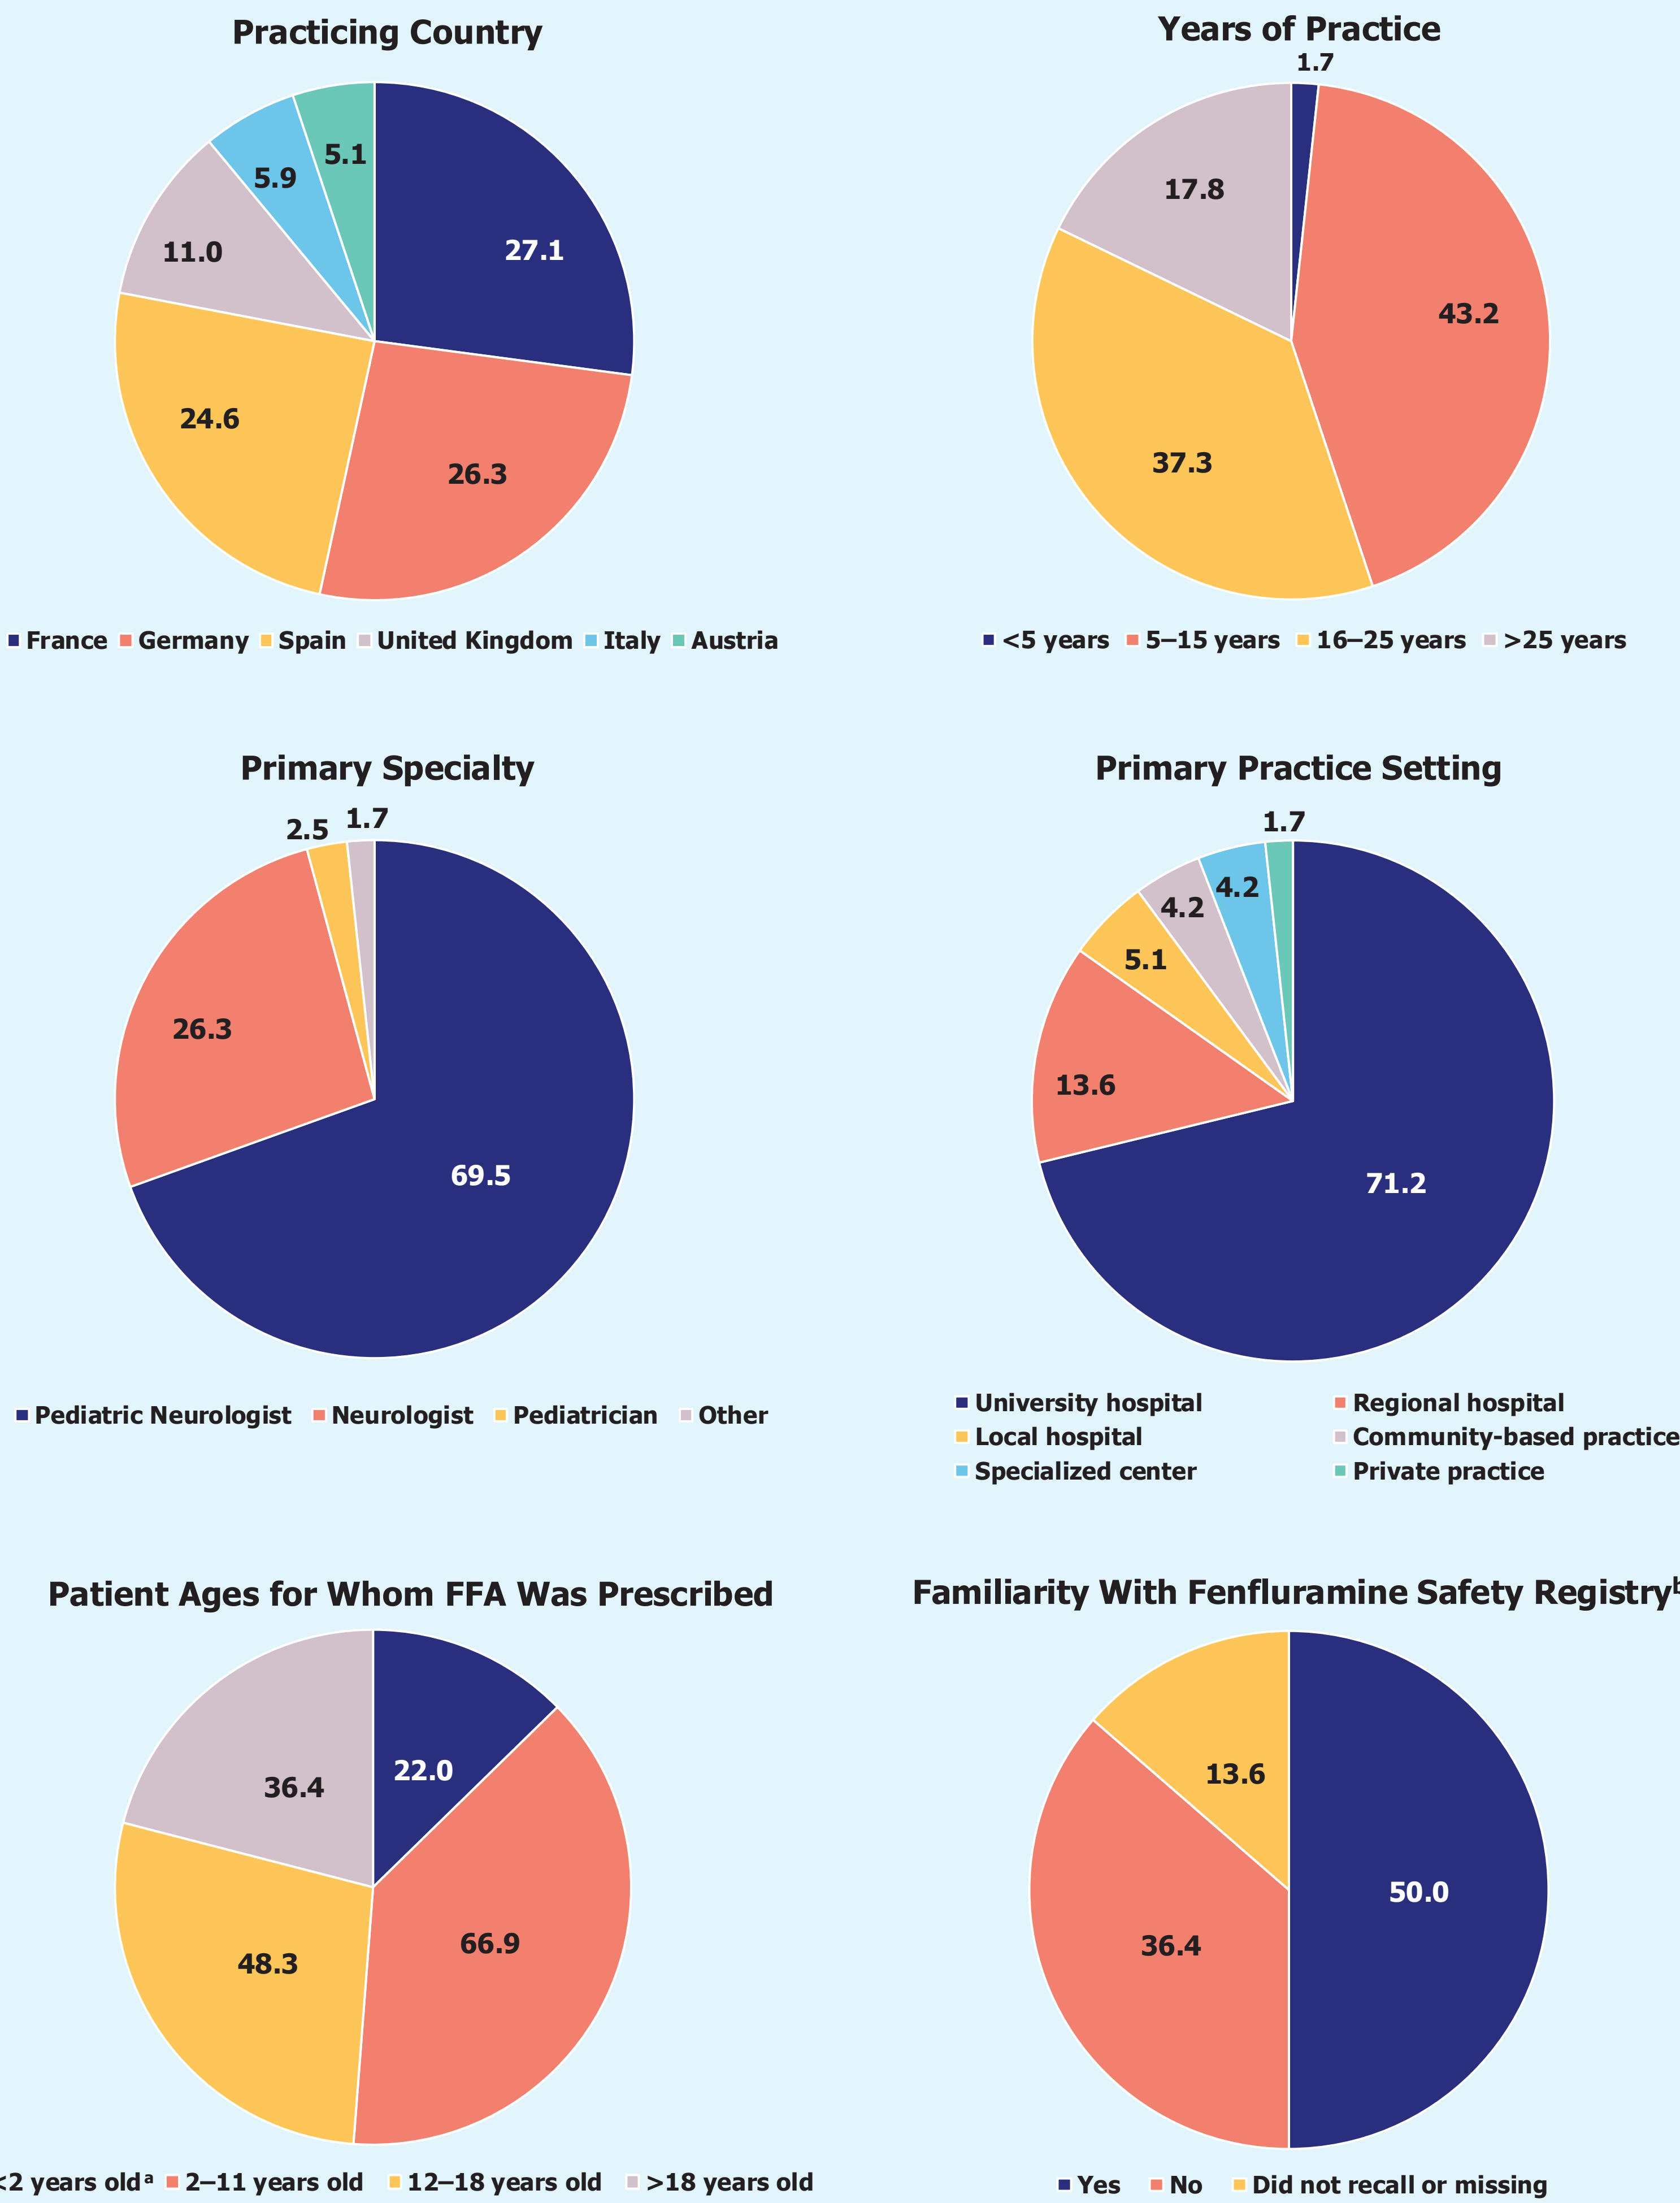 Practicing Country
5.1
5.9
27.1
11.0
24.6
26.3
France Germany Spain United Kingdom Italy Austria
Years of Practice
1.7
17.8
43.2
37.3
<5 years 5–15 years 16–25 years >25 years
Primary Specialty
2.5 1.7
26.3
69.5
Pediatric Neurologist Neurologist Pediatrician Other
Primary Practice Setting
1.7
4.2
4.2
5.1
13.6
71.2
University hospital Regional hospital
Local hospital Community-based practice
Specialized center Private practice
Patient Ages for Whom FFA Was Prescribed
22.0
36.4
66.9
48.3
<2 years oldª 2–11 years old 12–18 years old >18 years old
Familiarity With Fenfluramine Safety Registryᵇ
13.6
50.0
36.4
Yes No Did not recall or missing